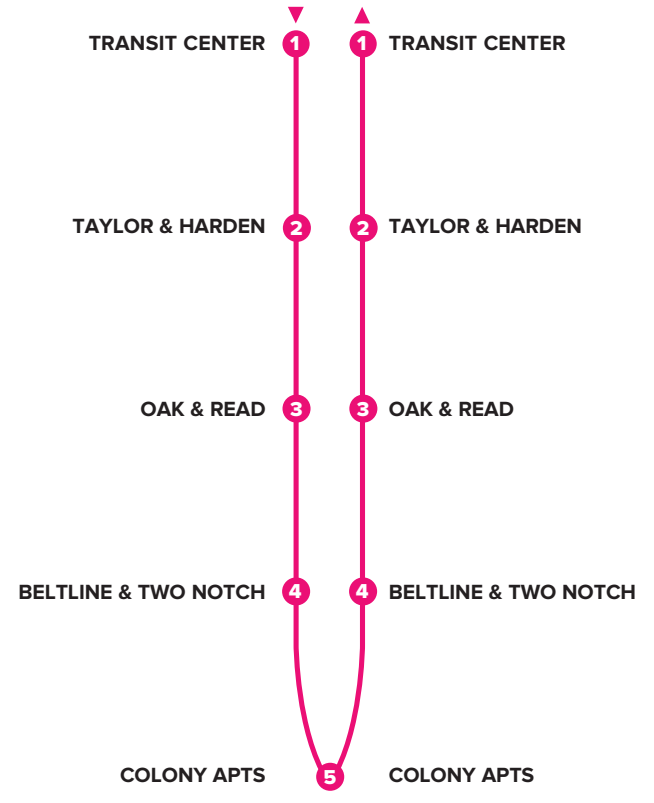 TRANSIT CENTER 1 1 TRANSIT CENTER
TAYLOR & HARDEN 2 2 TAYLOR & HARDEN
OAK & READ 3 3 OAK & READ
BELTLINE & TWO NOTCH 4 4 BELTLINE & TWO NOTCH
COLONY APTS 5 COLONY APTS